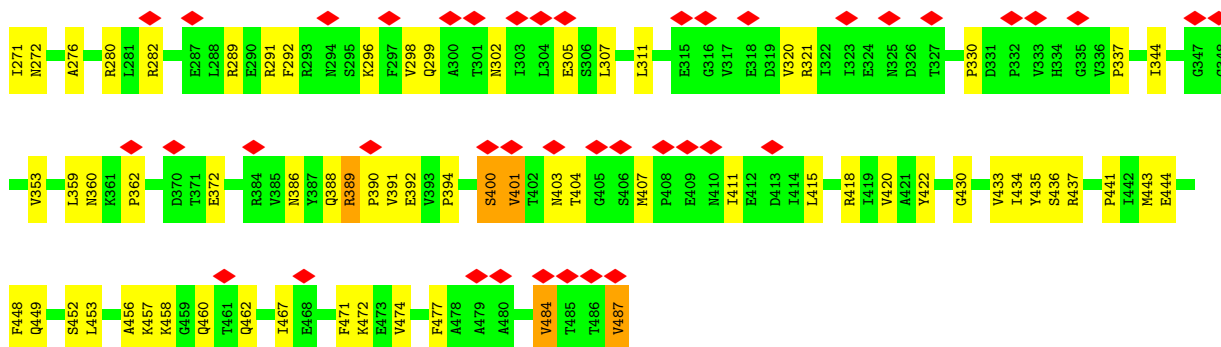 I271 N272 A276 R280 L281 R282 E287 L288 R289 E290 R291 F292 R293 N294 S295 K296 F297 V298 Q299 A300 T301 N302 I303 L304 E305 S306 L307 L311 E315 G316 V317 E318 D319 V320 R321 I322 I323 E324 N325 D326 T327 P330 D331 P332 V333 H334 G335 V336 P337 I344 G347
V353 L359 N360 K361 P362 D370 T371 E372 R384 V385 N386 Y387 Q388 R389 P390 V391 E392 V393 P394 S400 V401 T402 N403 T404 G405 S406 M407 P408 E409 N410 I411 E412 D413 I414 L415 R418 I419 V420 A421 Y422 G430 V433 I434 Y435 S436 R437 P441 I442 M443 E444
F448 Q449 S452 L453 A456 K457 K458 G459 Q460 T461 Q462 I467 E468 F471 K472 E473 V474 F477 A478 A479 A480 V484 T485 T486 V487